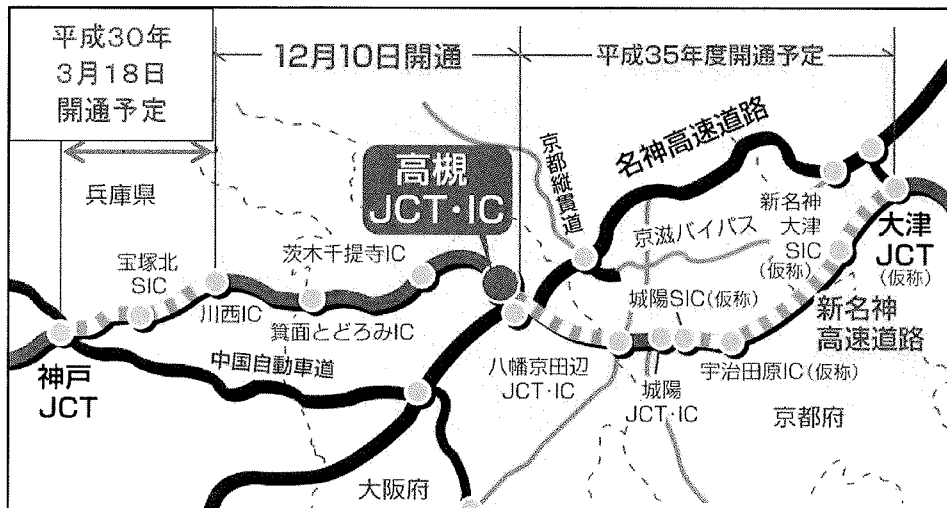 平成30年
3月18日
開通予定
12月10日開通
平成35年度開通予定
兵庫県
高槻
JCT・IC
京都縦貫道
名神高速道路
京滋バイパス
新名神
大津
SIC
(仮称)
大津
JCT
(仮称)
宝塚北
SIC
茨木千提寺IC
川西IC
箕面とどろみIC
城陽SIC(仮称)
新名神
高速道路
神戸
JCT
中国自動車道
八幡京田辺
JCT・IC
城陽
JCT・IC
宇治田原IC(仮称)
京都府
大阪府